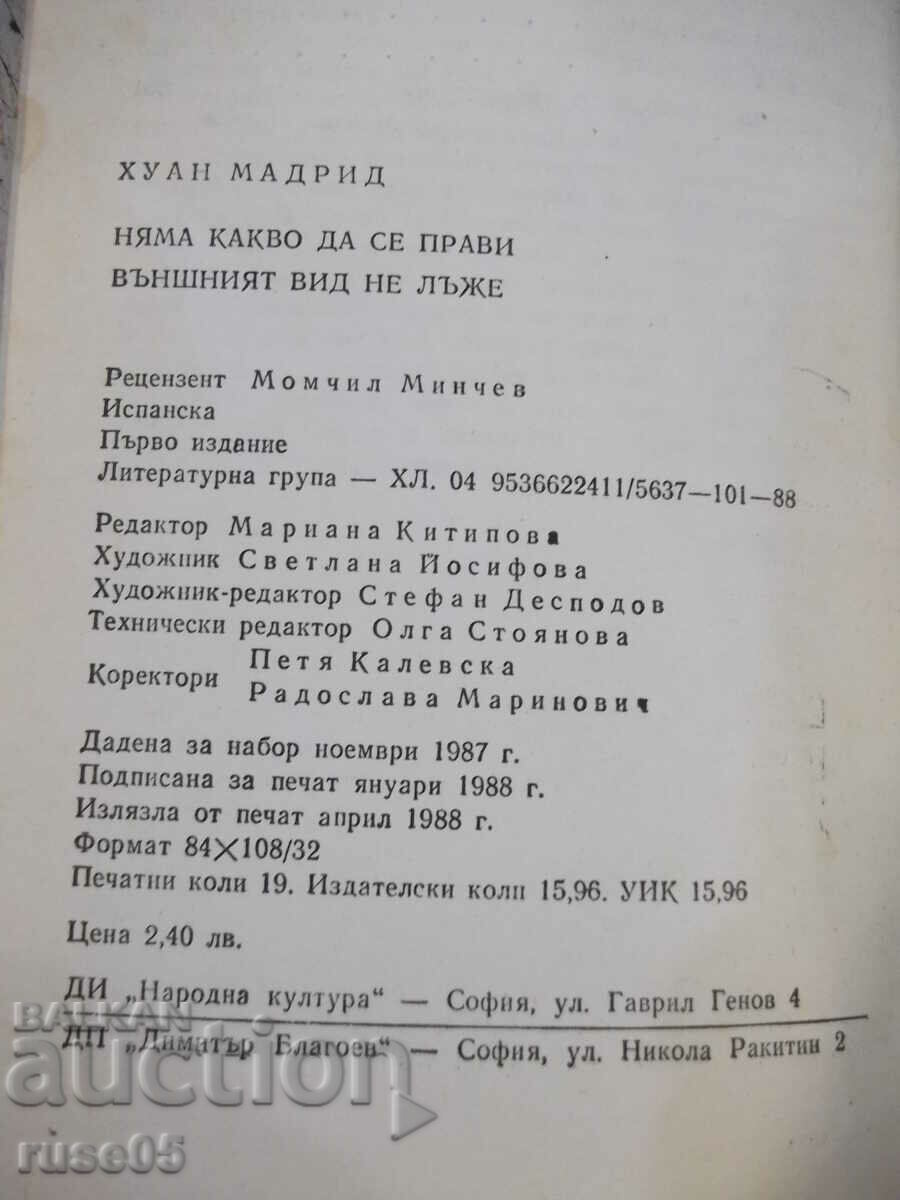 ХУАН МАДРИД
НЯМА КАКВО ДА СЕ ПРАВИ
ВЪНШНИЯТ ВИД НЕ ЛЪЖЕ
Рецензент Момчил Минчев
Испанска
Първо издание
Литературна група — ХЛ. 04 9536622411/5637—101—88
Редактор Мариана Китипова
Художник Светлана Йосифова
Художник-редактор Стефан Десподов
Технически редактор Олга Стоянова
Коректори Петя Калевска
Радослава Маринович
Дадена за набор ноември 1987 г.
Подписана за печат януари 1988 г.
Излязла от печат април 1988 г.
Формат 84×108/32
Печатни коли 19. Издателски коли 15,96. УИК 15,96
Цена 2,40 лв.
ДИ „Народна култура“ — София, ул. Гаврил Генов 4
ДП „Димитър Благоев“ — София, ул. Никола Ракитин 2
BALKAN
auction
ruse05